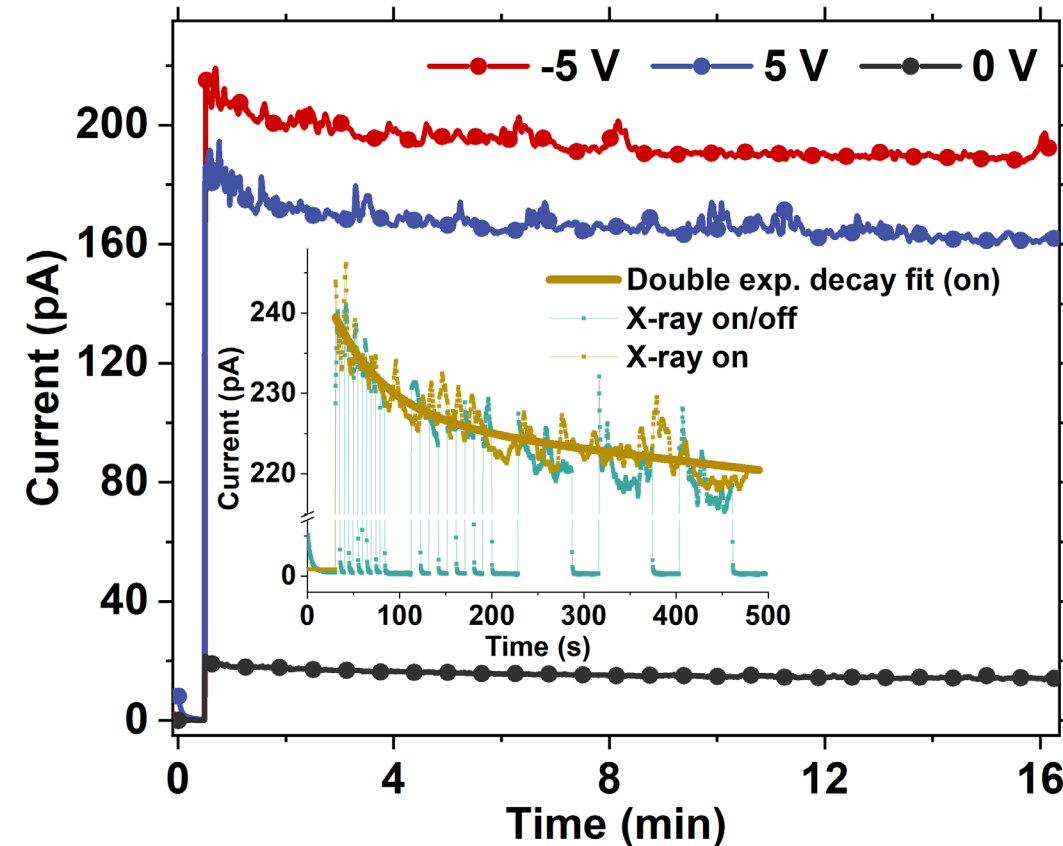 -5 V 5 V 0 V
200
160
120
80
40
0
Current (pA)
0 4 8 12 16
Time (min)
Double exp. decay fit (on)
X-ray on/off
X-ray on
240
230
220
0
Current (pA)
0 100 200 300 400 500
Time (s)